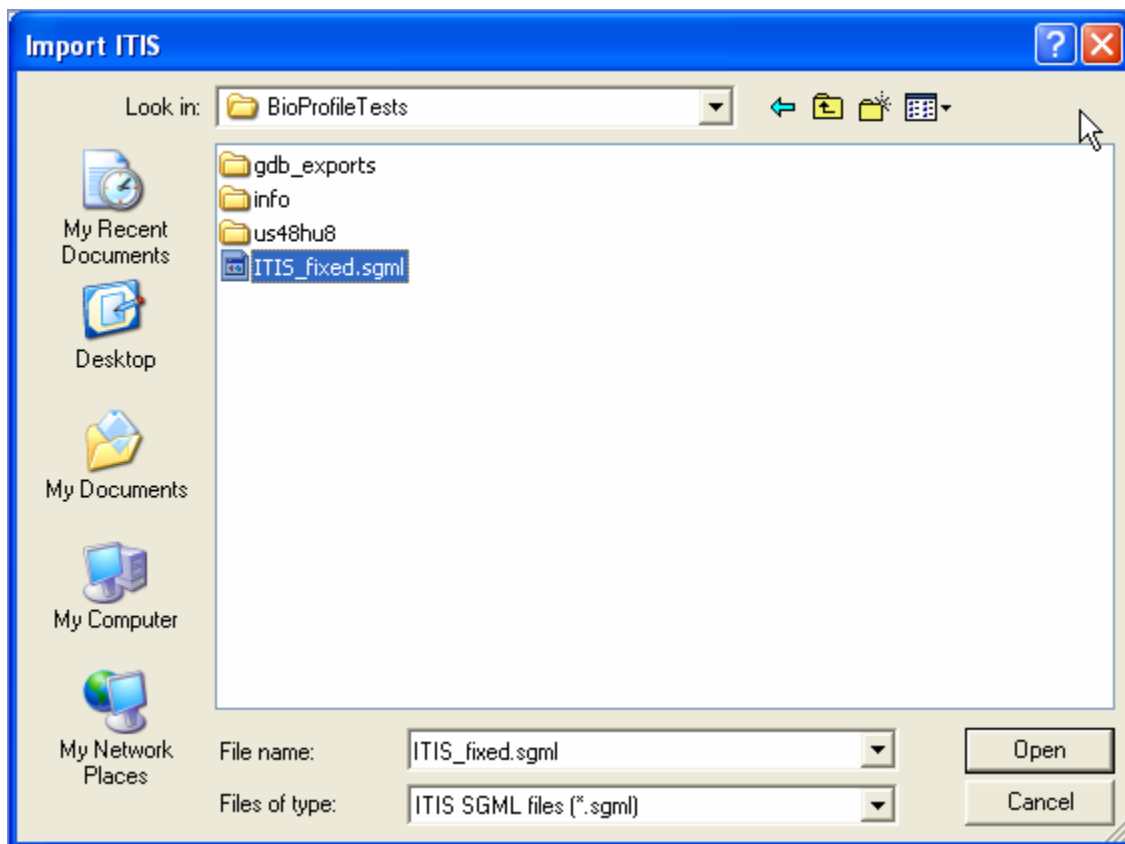 Import ITIS
Look in:
BioProfileTests
gdb_exports
info
us48hu8
ITIS_fixed.sgml
My Recent
Documents
Desktop
My Documents
My Computer
My Network
Places
File name:
ITIS_fixed.sgml
Open
Files of type:
ITIS SGML files (*.sgml)
Cancel